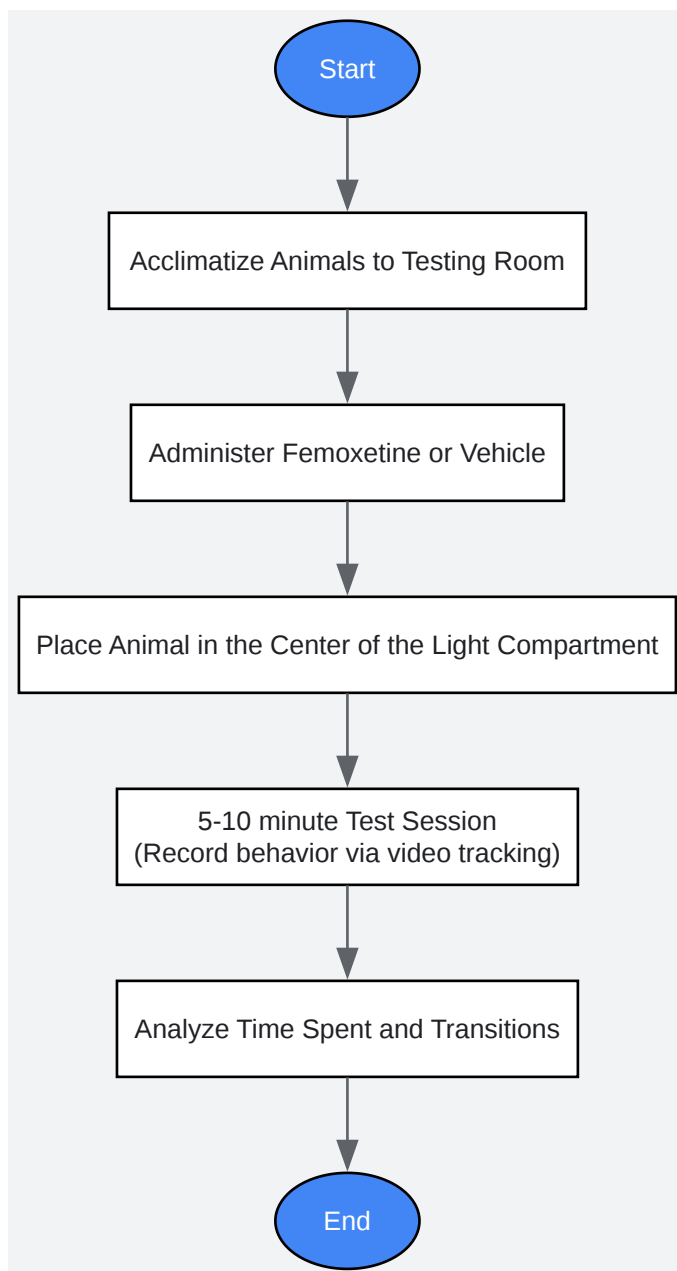 Start
Acclimatize Animals to Testing Room
Administer Femoxetine or Vehicle
Place Animal in the Center of the Light Compartment
5-10 minute Test Session
(Record behavior via video tracking)
Analyze Time Spent and Transitions
End